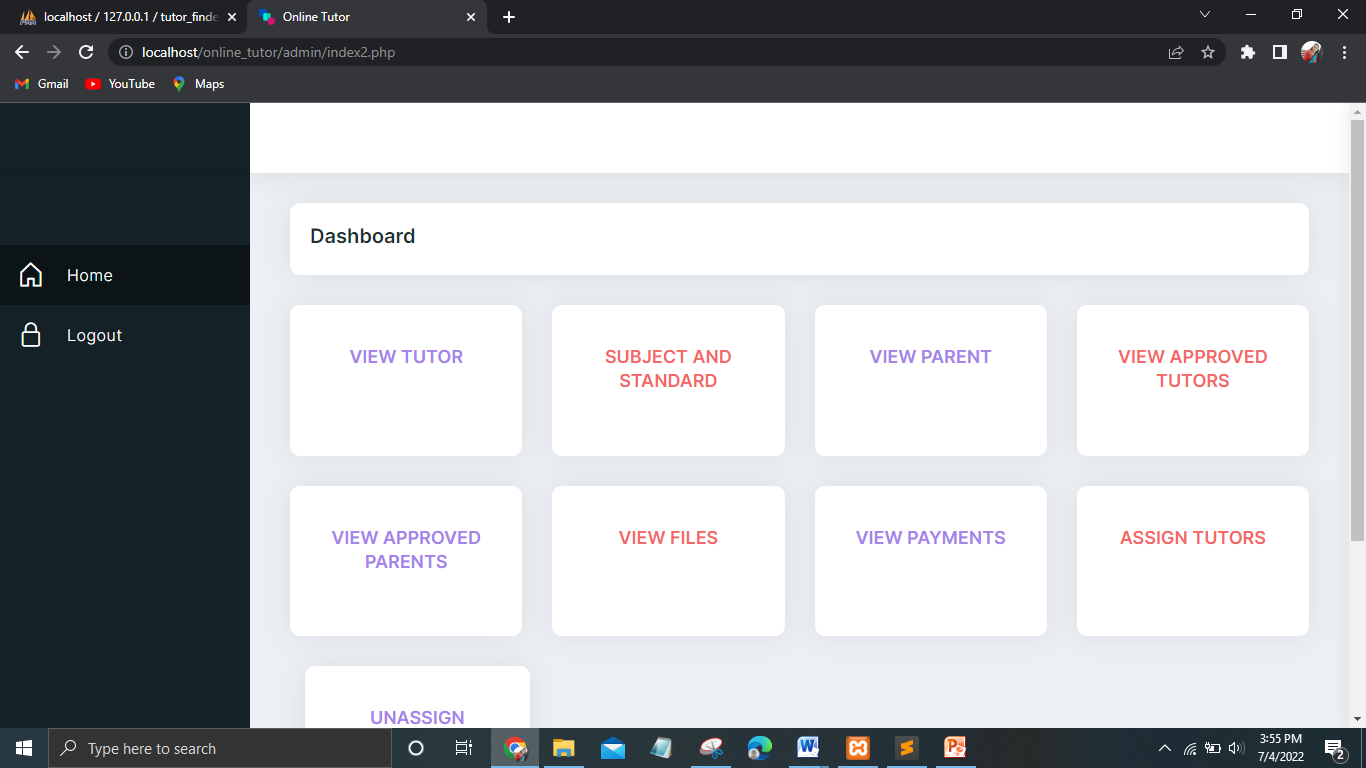 localhost / 127.0.0.1 / tutor_finde
Online Tutor
localhost/online_tutor/admin/index2.php
Gmail
YouTube
Maps
Dashboard
Home
Logout
VIEW TUTOR
SUBJECT AND
STANDARD
VIEW PARENT
VIEW APPROVED
TUTORS
VIEW APPROVED
PARENTS
VIEW FILES
VIEW PAYMENTS
ASSIGN TUTORS
UNASSIGN
Type here to search
3:55 PM
7/4/2022
2